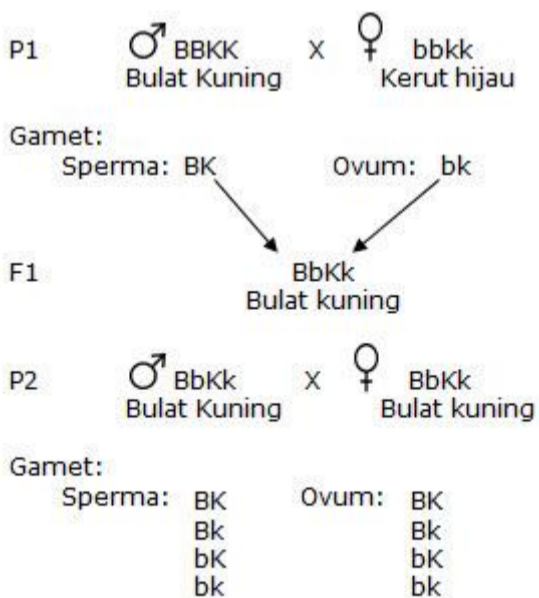 P1 ♂ BBKK X ♀ bbkk
Bulat Kuning Kerut hijau
Gamet:
Sperma: BK Ovum: bk
F1 BbKk
Bulat kuning
P2 ♂ BbKk X ♀ BbKk
Bulat Kuning Bulat kuning
Gamet:
Sperma: BK Ovum: BK
Bk Bk
bK bK
bk bk